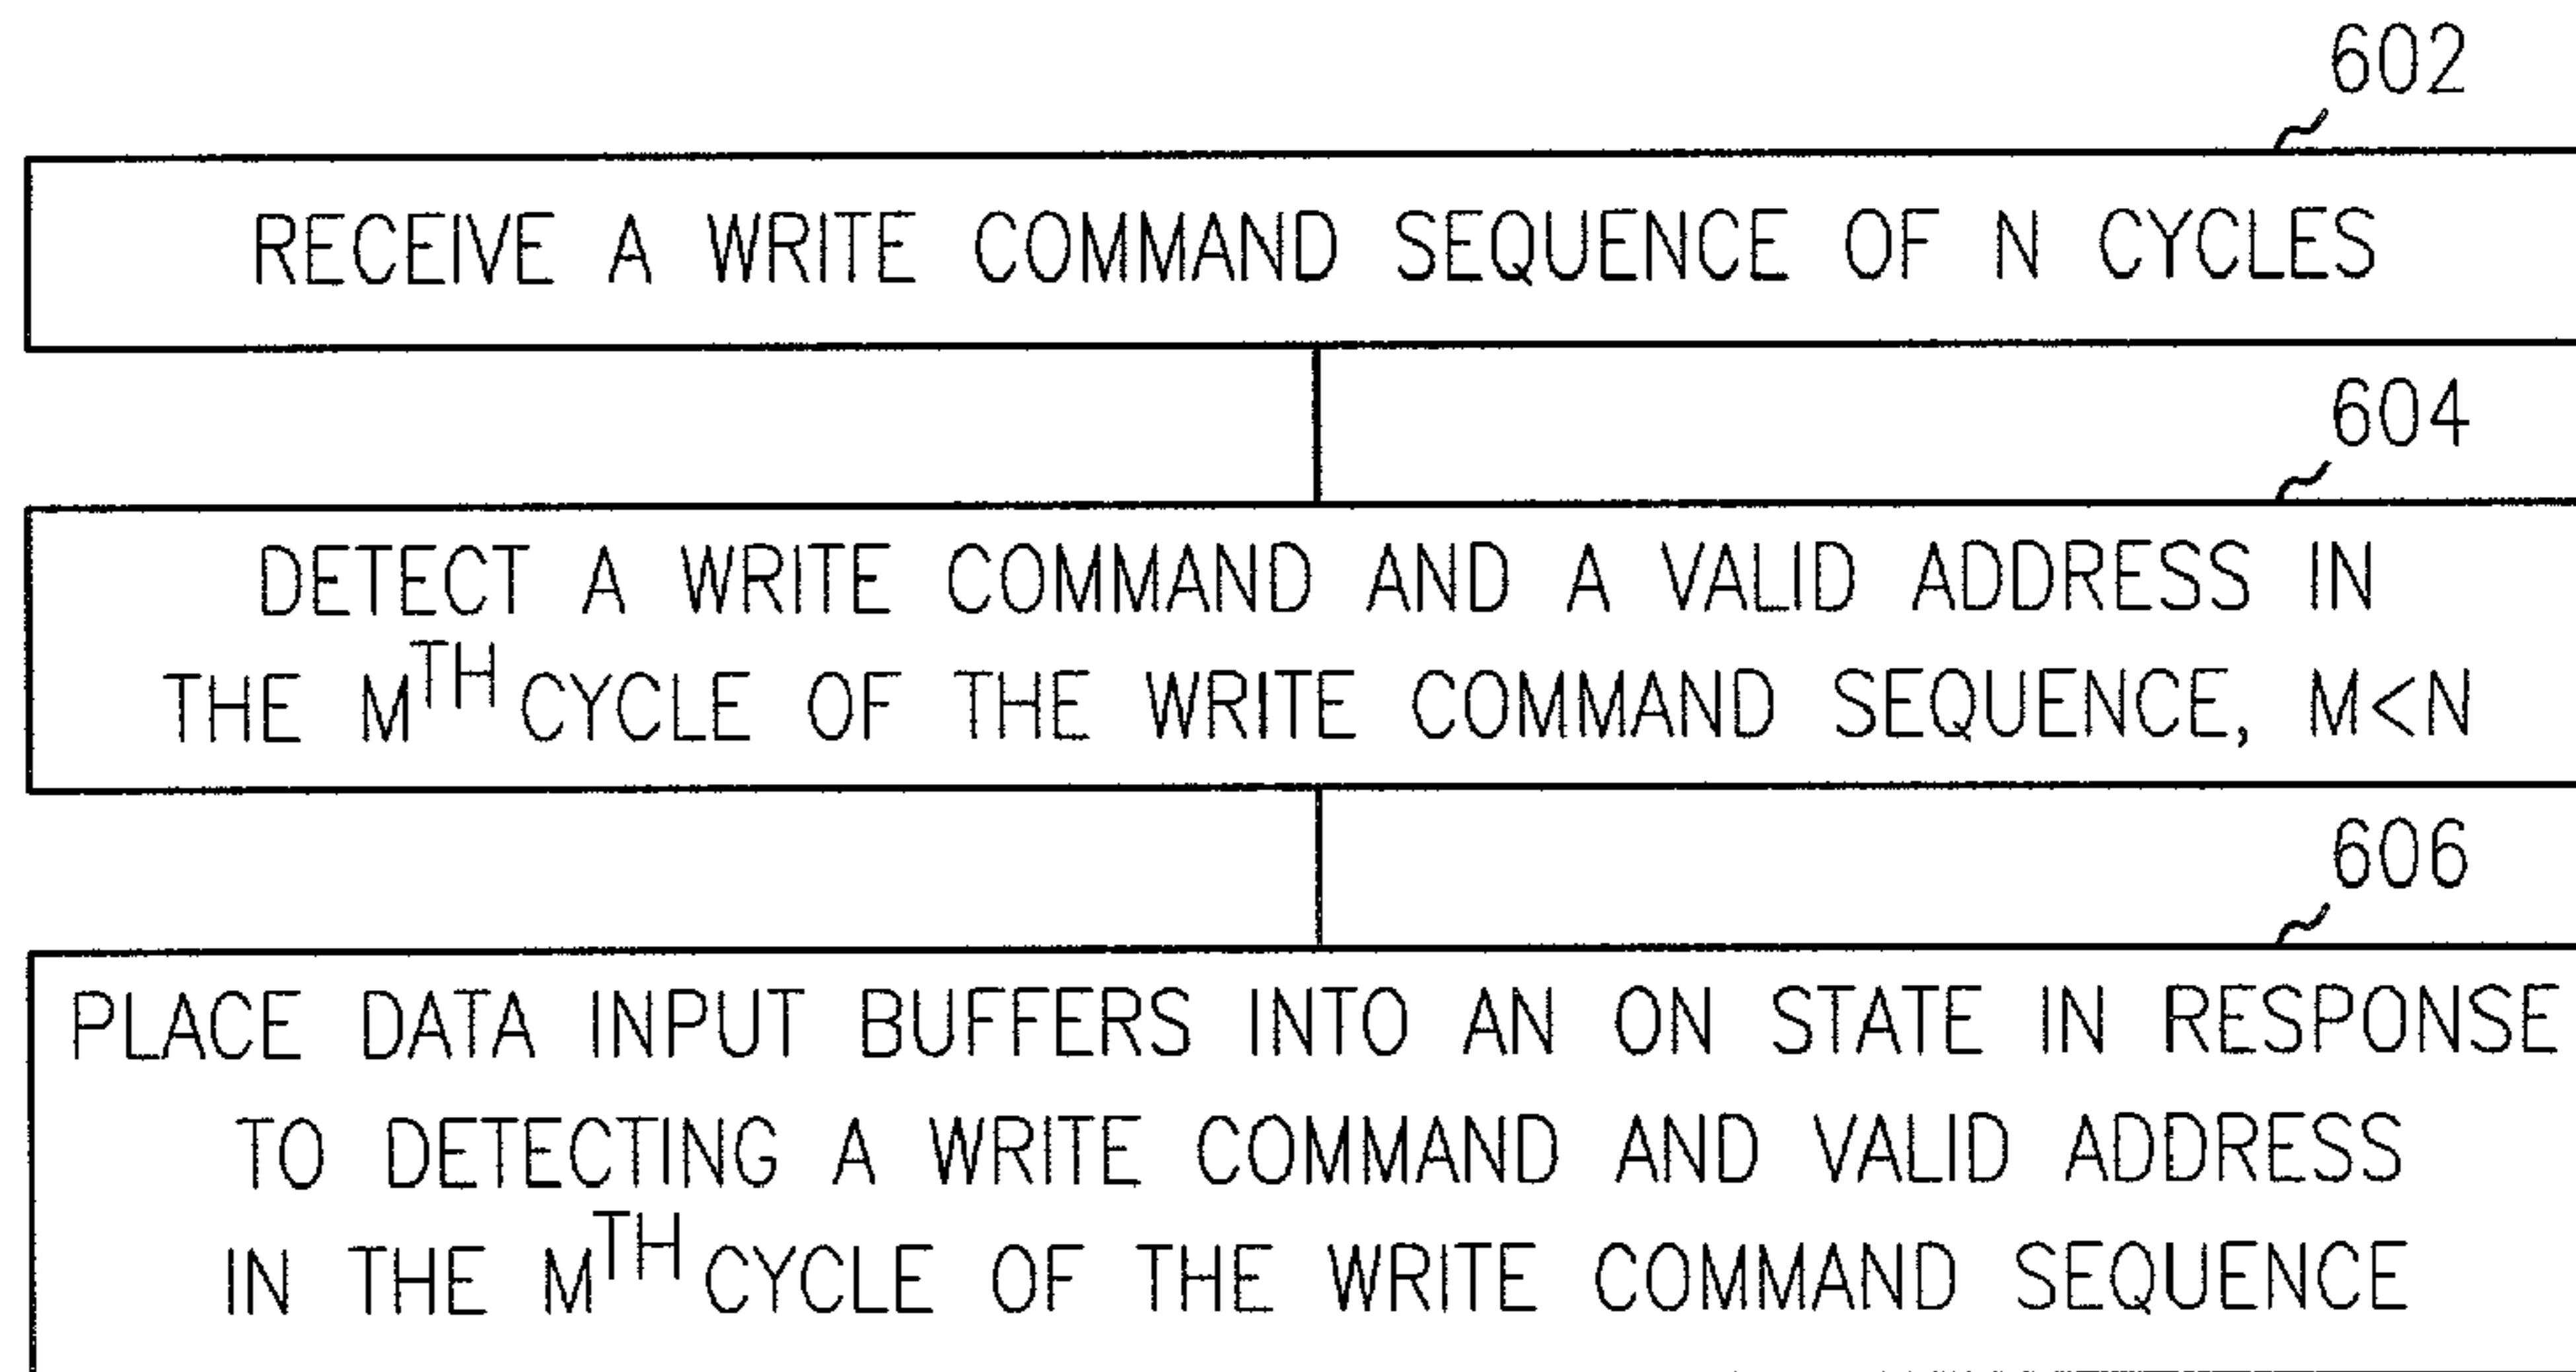 602
RECEIVE A WRITE COMMAND SEQUENCE OF N CYCLES
604
DETECT A WRITE COMMAND AND A VALID ADDRESS IN
THE MTH CYCLE OF THE WRITE COMMAND SEQUENCE, M<N
606
PLACE DATA INPUT BUFFERS INTO AN ON STATE IN RESPONSE
TO DETECTING A WRITE COMMAND AND VALID ADDRESS
IN THE MTH CYCLE OF THE WRITE COMMAND SEQUENCE